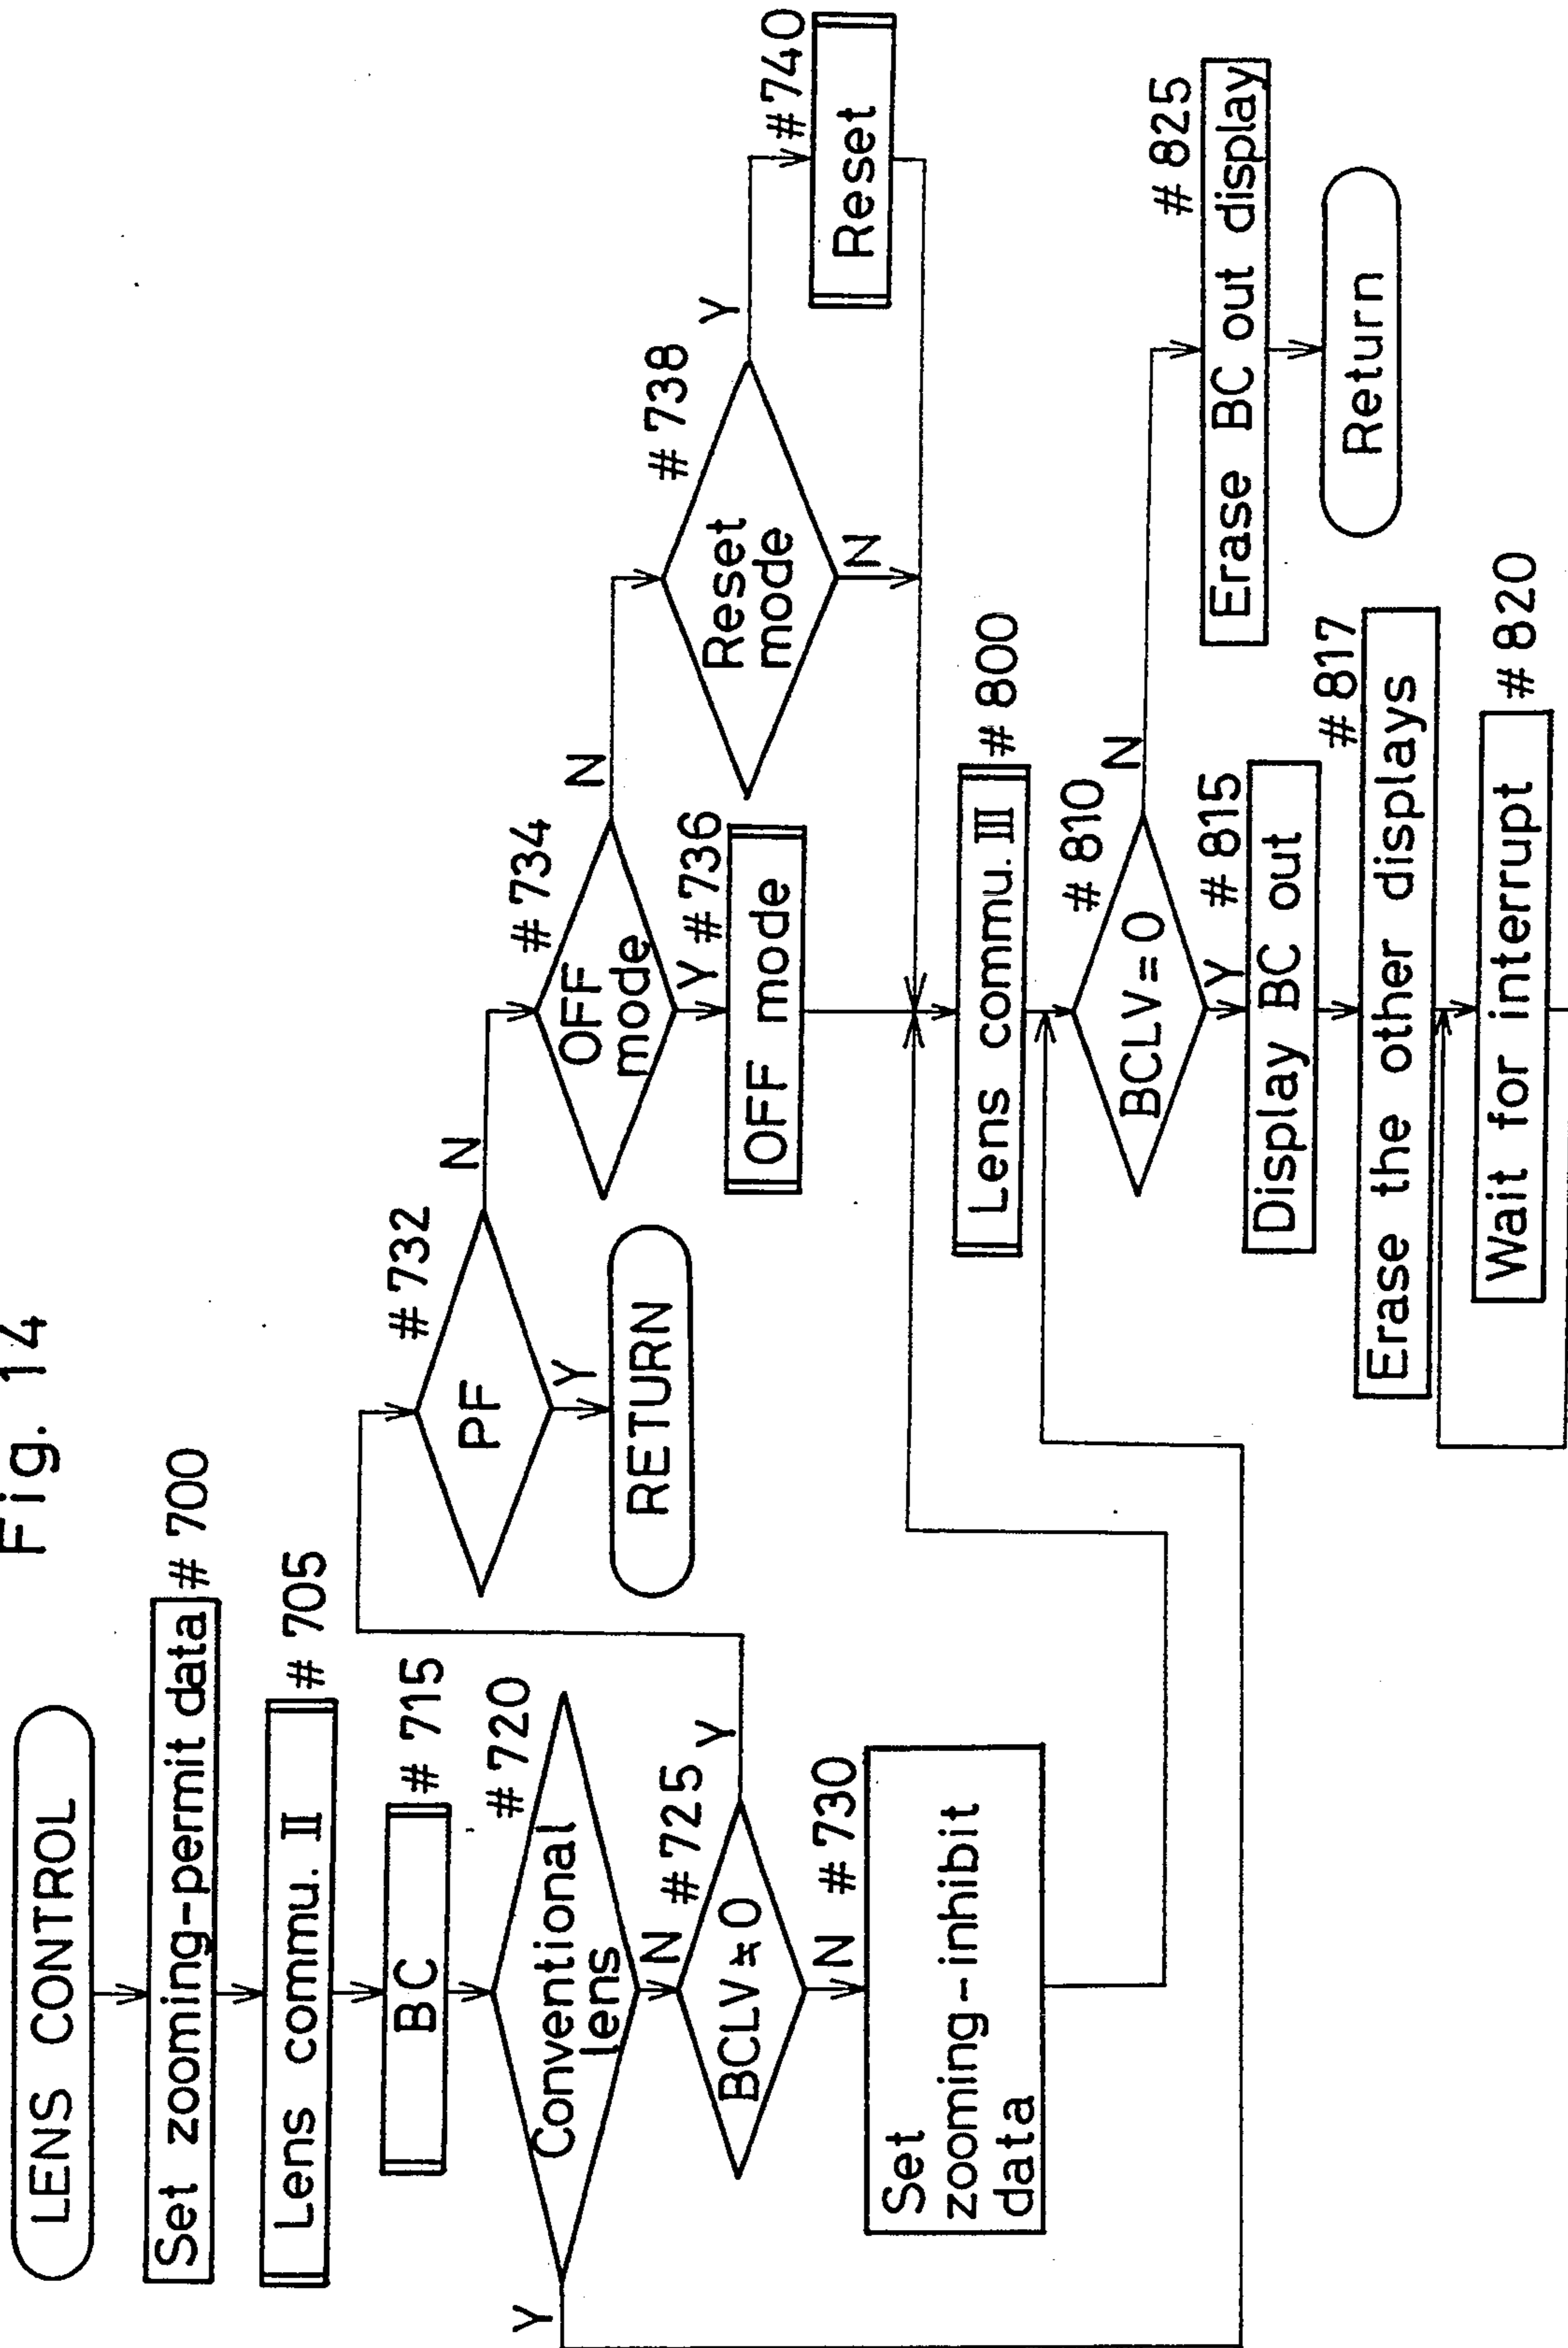 Fig. 14
LENS CONTROL
Set zooming-permit data
# 700
Lens commu. II
# 705
BC
# 715
Conventional
lens
# 720
Y
N
BCLV ≒ 0
# 725
Y
N
Set
zooming-inhibit
data
# 730
PF
# 732
N
Y
RETURN
OFF
mode
# 734
N
Y
OFF mode
# 736
Reset
mode
# 738
Y
N
Reset
# 740
Lens commu. III
# 800
BCLV = 0
# 810
N
Y
Display BC out
# 815
Erase the other displays
# 817
Wait for interrupt
# 820
Erase BC out display
# 825
Return